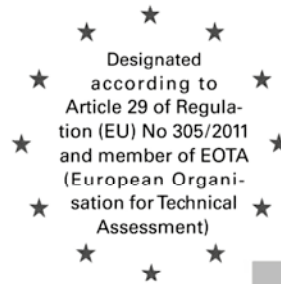 Designated
according to
Article 29 of Regula-
tion (EU) No 305/2011
and member of EOTA
(European Organi-
sation for Technical
Assessment)